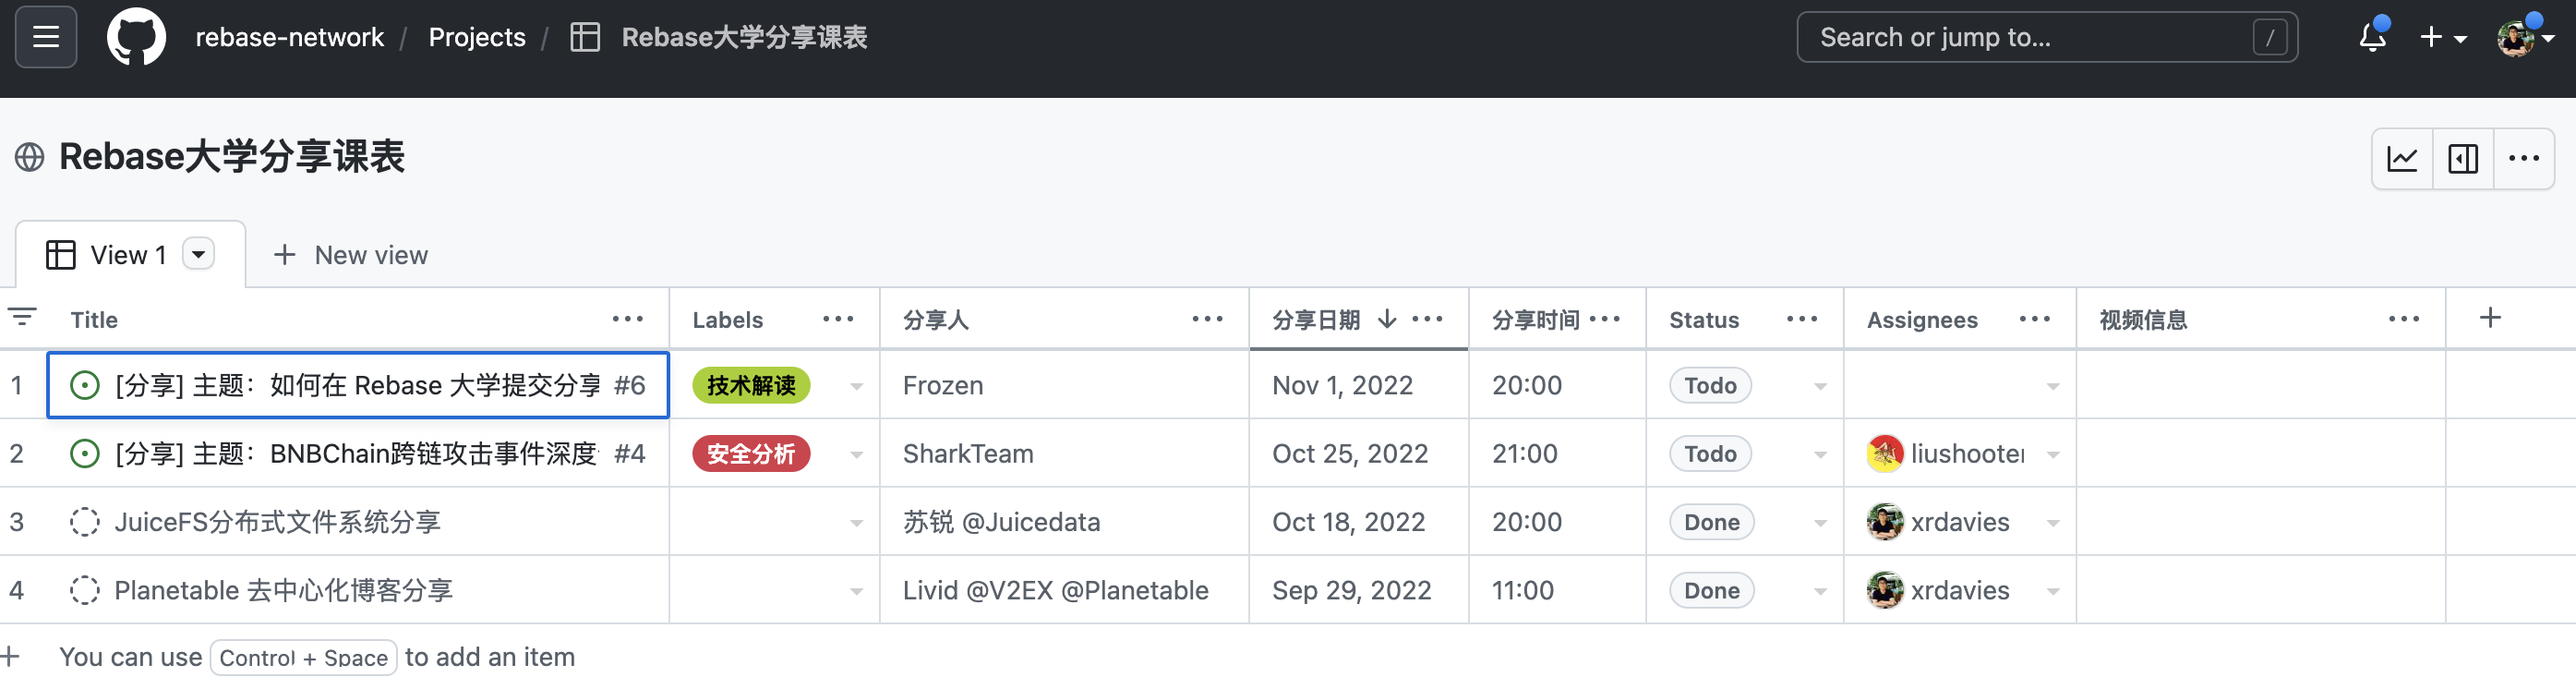 rebase-network / Projects / Rebase大学分享课表 Search or jump to... /
Rebase大学分享课表
View 1 New view
Title Labels 分享人 分享日期 分享时间 Status Assignees 视频信息
1 [分享] 主题：如何在 Rebase 大学提交分享 #6 技术解读 Frozen Nov 1, 2022 20:00 Todo
2 [分享] 主题：BNBChain跨链攻击事件深度 #4 安全分析 SharkTeam Oct 25, 2022 21:00 Todo liushooter
3 JuiceFS分布式文件系统分享 苏锐 @Juicedata Oct 18, 2022 20:00 Done xrdavies
4 Planetable 去中心化博客分享 Livid @V2EX @Planetable Sep 29, 2022 11:00 Done xrdavies
You can use Control + Space to add an item